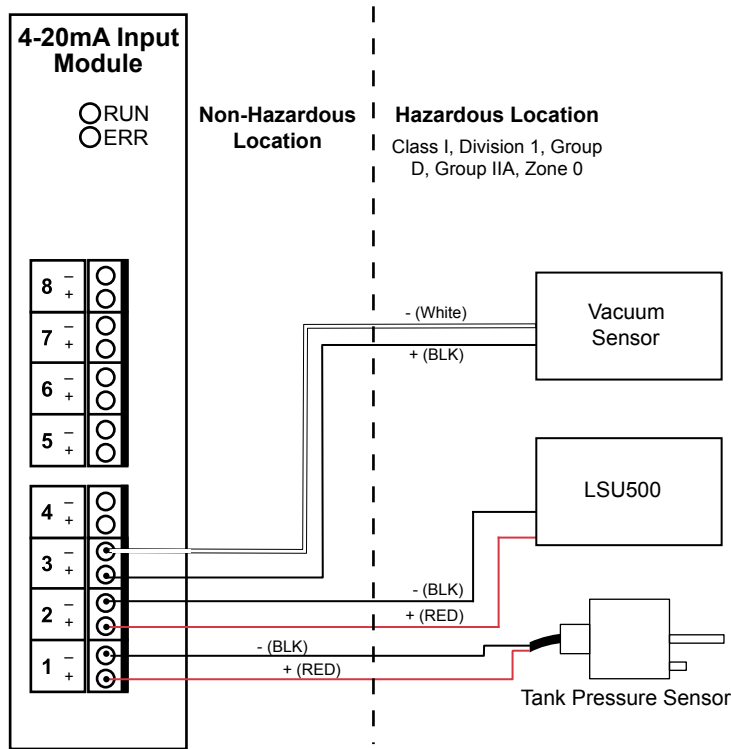 4-20mA Input
Module
RUN
ERR
Non-Hazardous
Location
Hazardous Location
Class I, Division 1, Group
D, Group IIA, Zone 0
8 –
+
7 –
+
6 –
+
5 –
+
4 –
+
3 –
+
2 –
+
1 –
+
- (White)
+ (BLK)
Vacuum
Sensor
LSU500
- (BLK)
+ (RED)
- (BLK)
+ (RED)
Tank Pressure Sensor